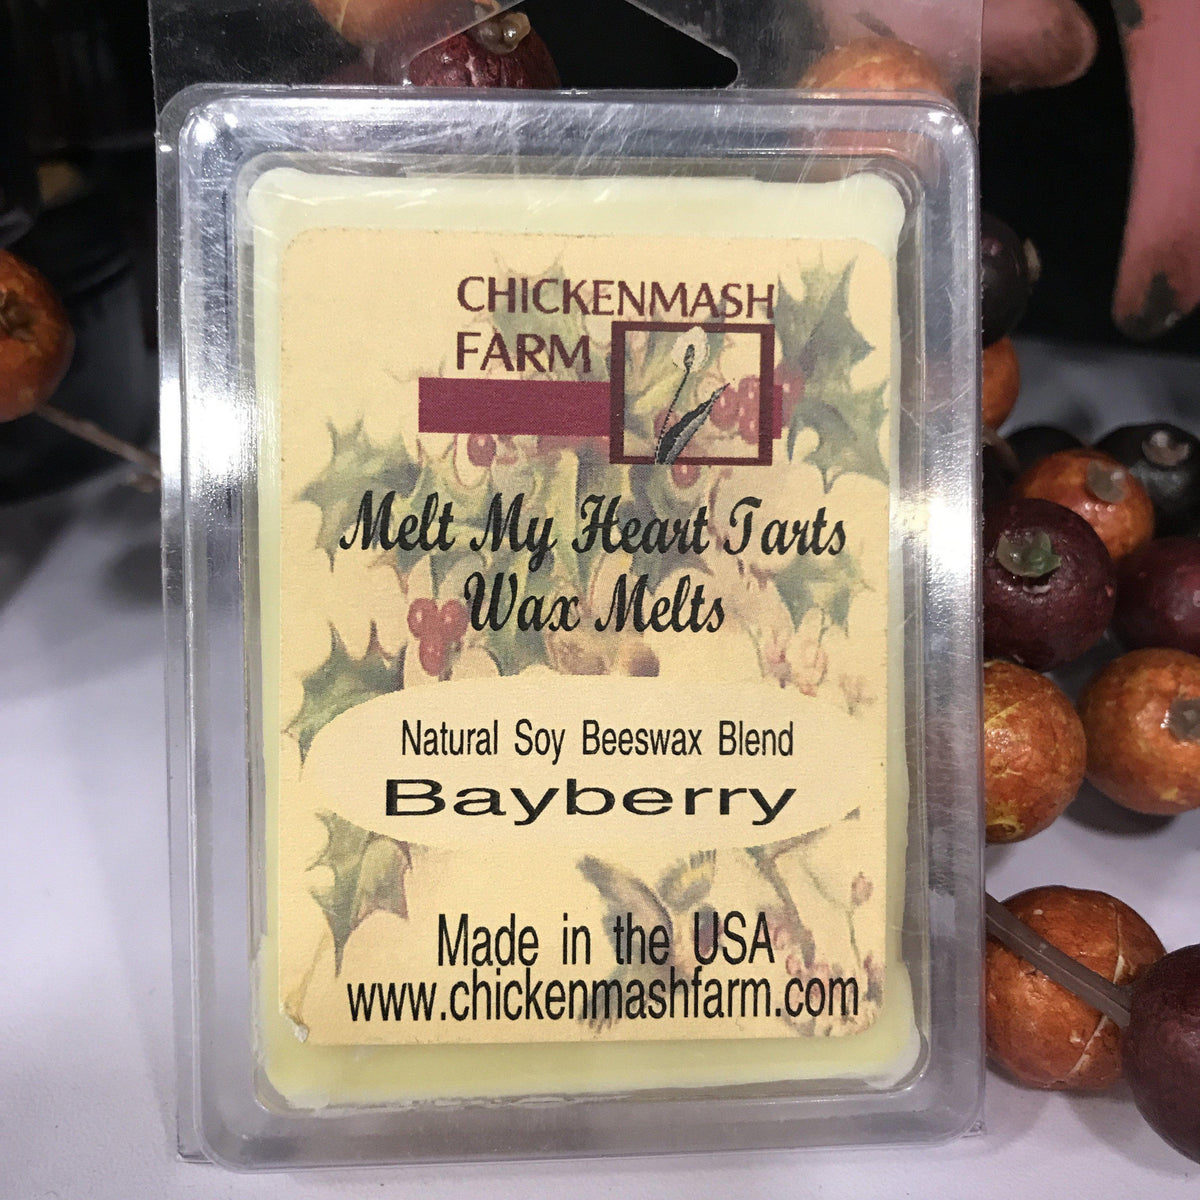 CHICKENMASH
FARM
Melt My Heart Tarts
Wax Melts
Natural Soy Beeswax Blend
Bayberry
Made in the USA
www.chickenmashfarm.com